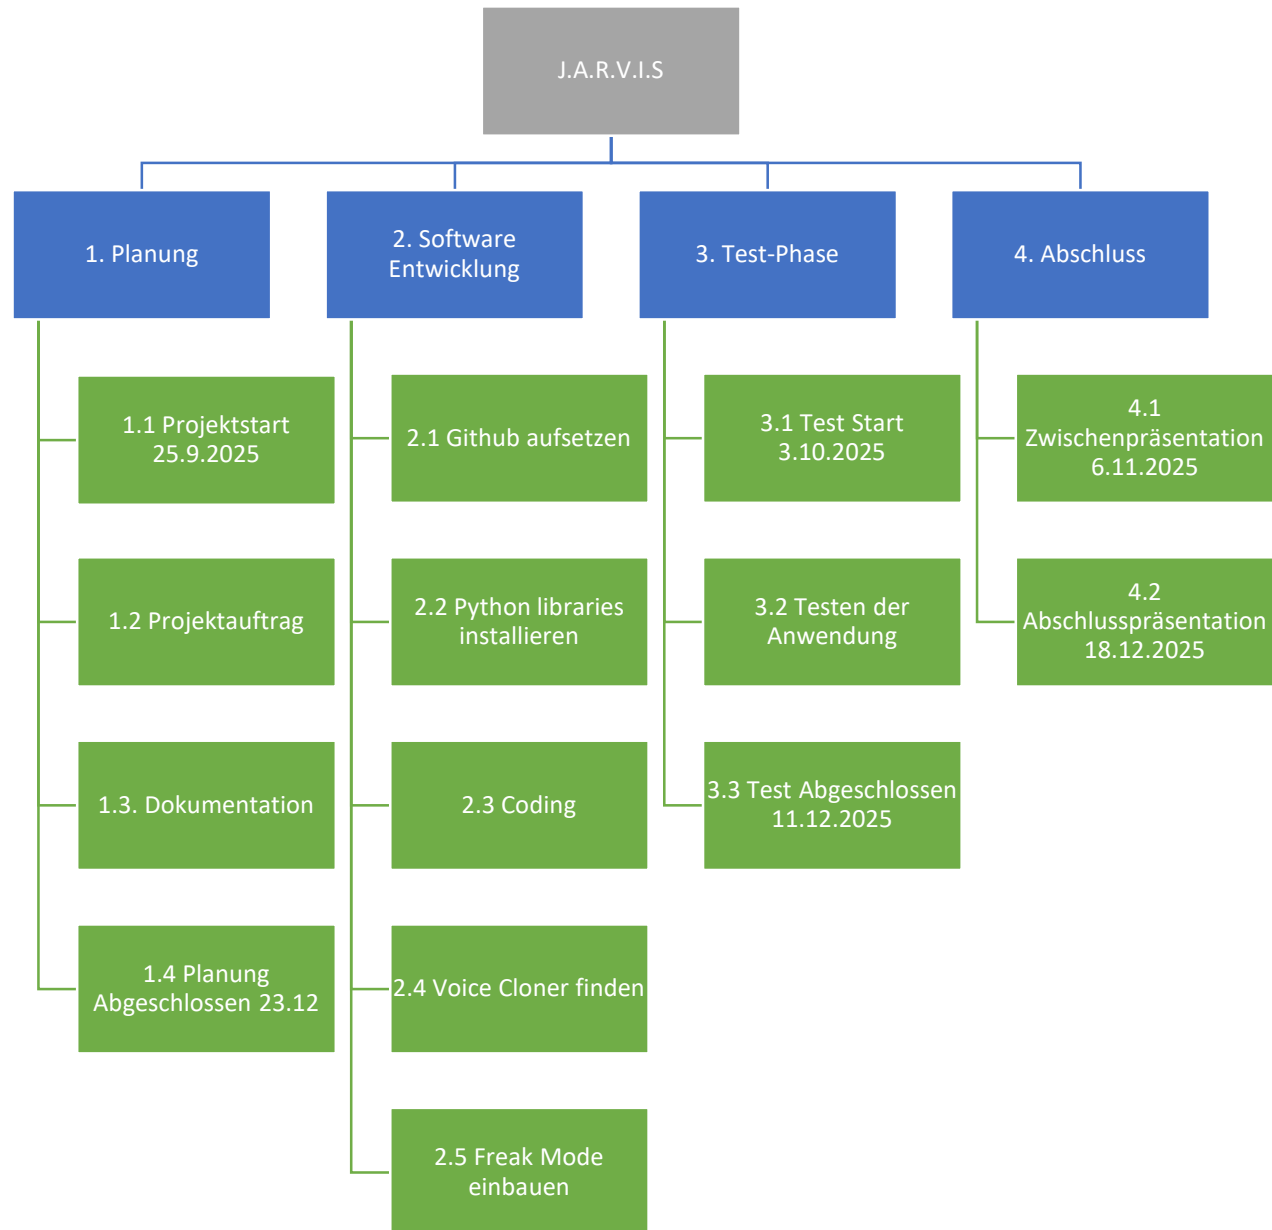 J.A.R.V.I.S
1. Planung
2. Software
Entwicklung
3. Test-Phase
4. Abschluss
1.1 Projektstart
25.9.2025
1.2 Projektauftrag
1.3. Dokumentation
1.4 Planung
Abgeschlossen 23.12
2.1 Github aufsetzen
2.2 Python libraries
installieren
2.3 Coding
2.4 Voice Cloner finden
2.5 Freak Mode
einbauen
3.1 Test Start
3.10.2025
3.2 Testen der
Anwendung
3.3 Test Abgeschlossen
11.12.2025
4.1
Zwischenpräsentation
6.11.2025
4.2
Abschlusspräsentation
18.12.2025